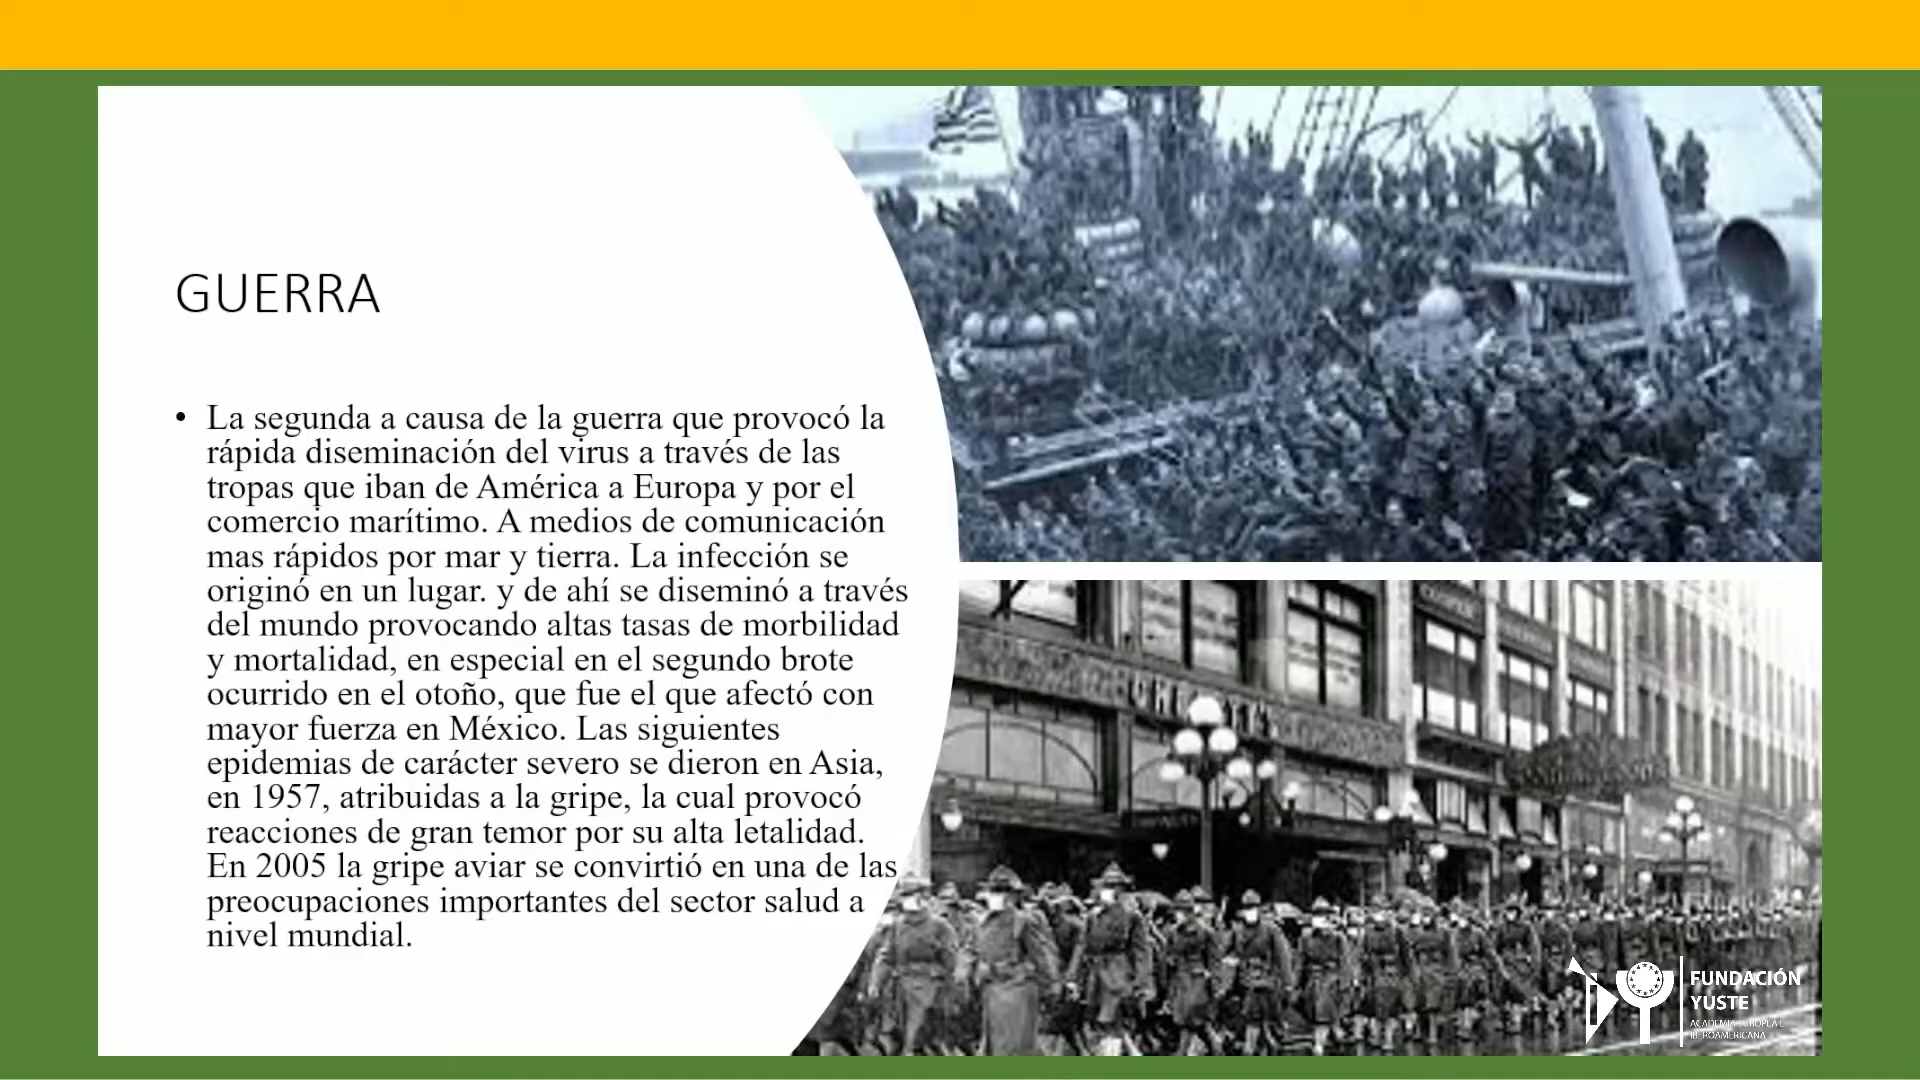 GUERRA
• La segunda a causa de la guerra que provocó la
rápida diseminación del virus a través de las
tropas que iban de América a Europa y por el
comercio marítimo. A medios de comunicación
mas rápidos por mar y tierra. La infección se
originó en un lugar. y de ahí se diseminó a través
del mundo provocando altas tasas de morbilidad
y mortalidad, en especial en el segundo brote
ocurrido en el otoño, que fue el que afectó con
mayor fuerza en México. Las siguientes
epidemias de carácter severo se dieron en Asia,
en 1957, atribuidas a la gripe, la cual provocó
reacciones de gran temor por su alta letalidad.
En 2005 la gripe aviar se convirtió en una de las
preocupaciones importantes del sector salud a
nivel mundial.
FUNDACIÓN
YUSTE
ACADEMIA EUROPEA E
IBEROAMERICANA